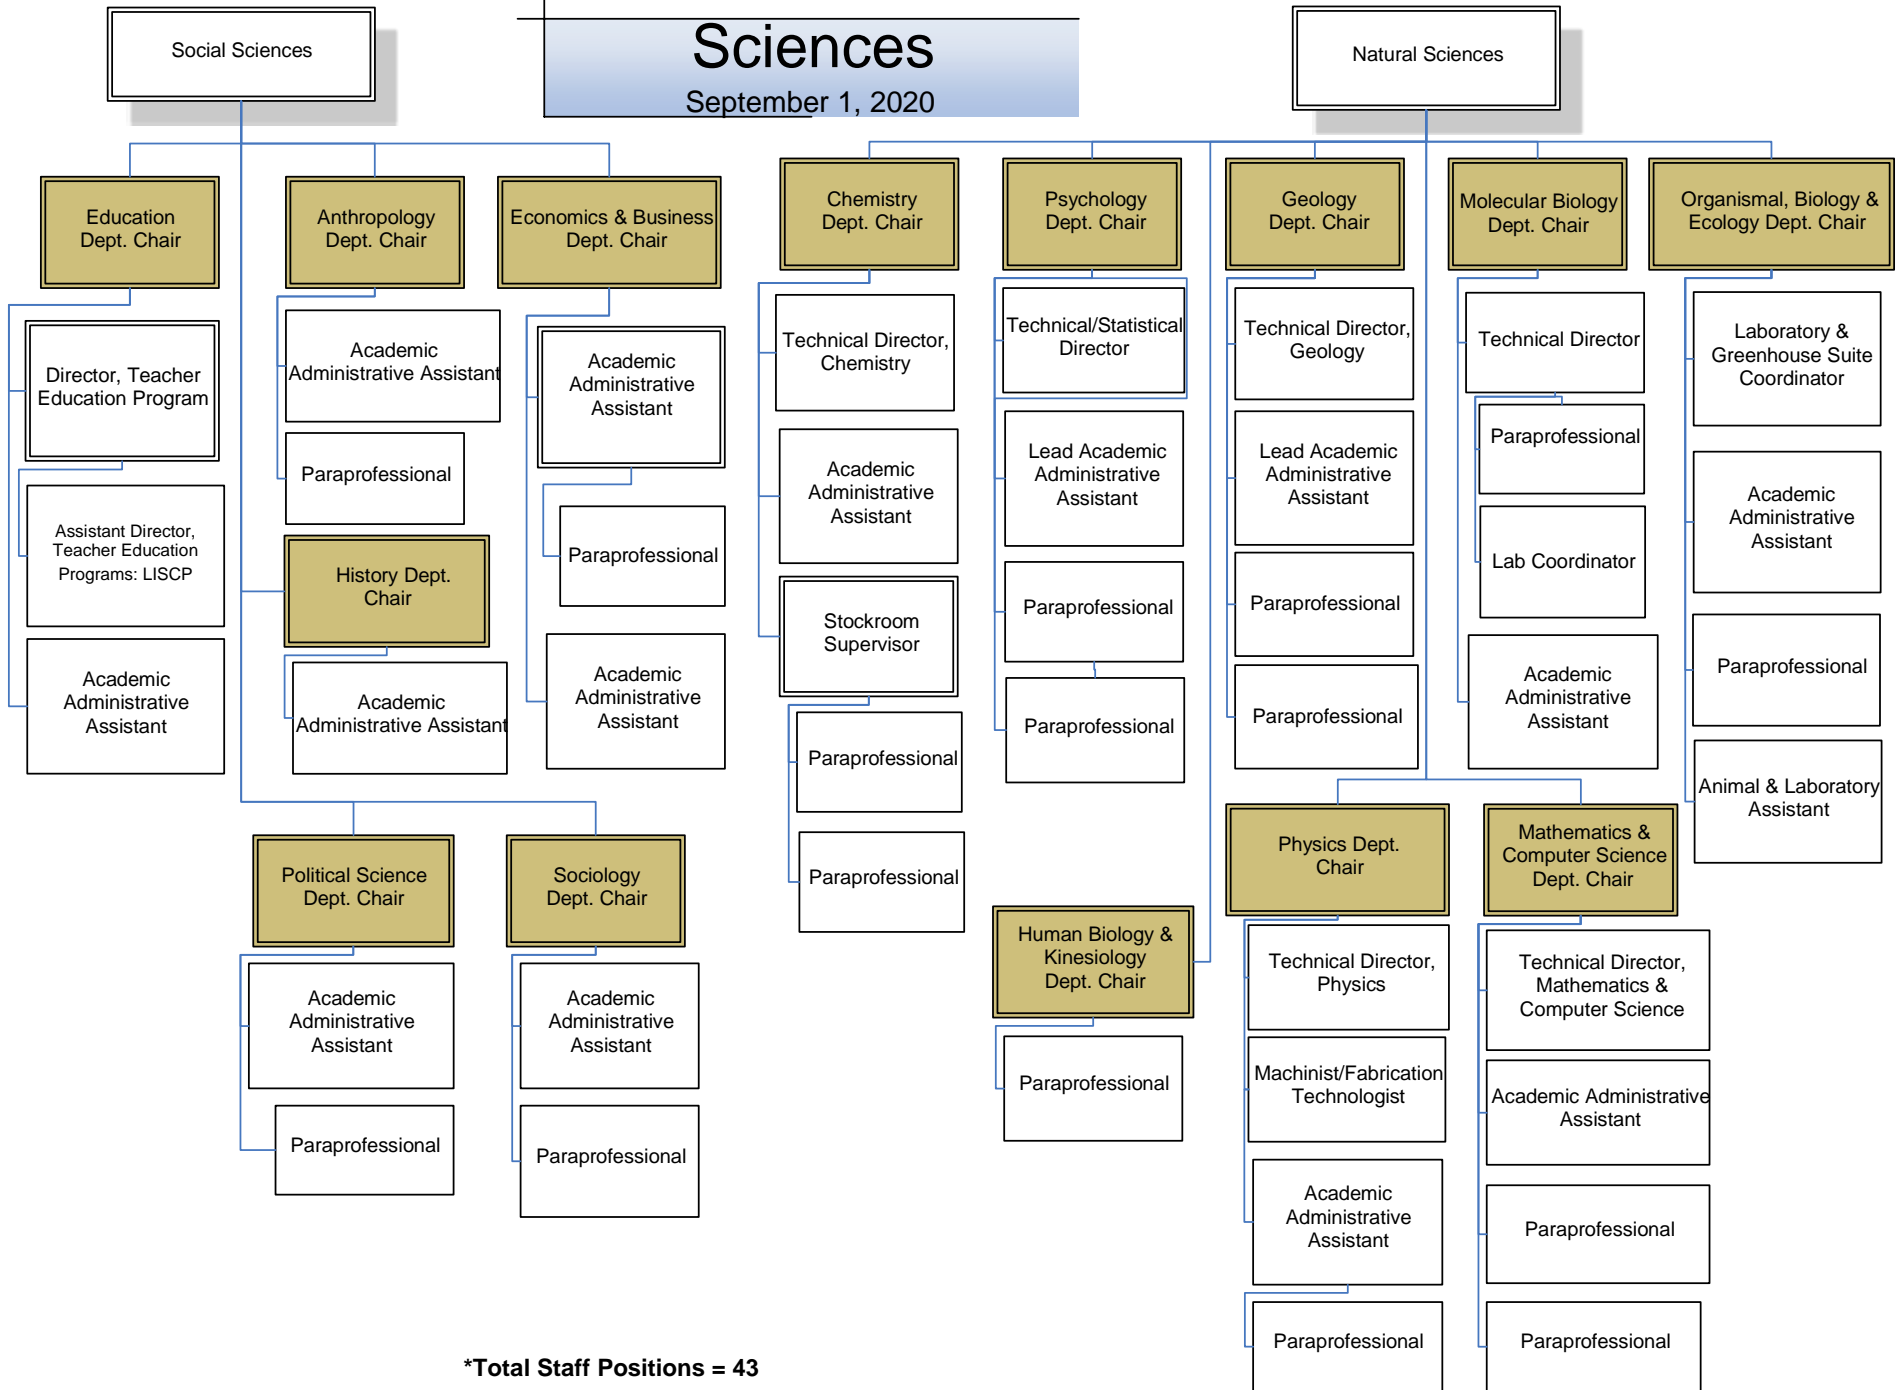 Social Sciences
Sciences
September 1, 2020
Natural Sciences
Education
Dept. Chair
Director, Teacher
Education Program
Assistant Director,
Teacher Education
Programs: LISCP
Academic
Administrative
Assistant
Anthropology
Dept. Chair
Academic
Administrative Assistant
Paraprofessional
History Dept.
Chair
Academic
Administrative Assistant
Economics & Business
Dept. Chair
Academic
Administrative
Assistant
Paraprofessional
Academic
Administrative
Assistant
Political Science
Dept. Chair
Academic
Administrative
Assistant
Paraprofessional
Sociology
Dept. Chair
Academic
Administrative
Assistant
Paraprofessional
Chemistry
Dept. Chair
Technical Director,
Chemistry
Academic
Administrative
Assistant
Stockroom
Supervisor
Paraprofessional
Paraprofessional
Psychology
Dept. Chair
Technical/Statistical
Director
Lead Academic
Administrative
Assistant
Paraprofessional
Paraprofessional
Human Biology &
Kinesiology
Dept. Chair
Paraprofessional
Geology
Dept. Chair
Technical Director,
Geology
Lead Academic
Administrative
Assistant
Paraprofessional
Paraprofessional
Molecular Biology
Dept. Chair
Technical Director
Paraprofessional
Lab Coordinator
Academic
Administrative
Assistant
Organismal, Biology &
Ecology Dept. Chair
Laboratory &
Greenhouse Suite
Coordinator
Academic
Administrative
Assistant
Paraprofessional
Animal & Laboratory
Assistant
Physics Dept.
Chair
Technical Director,
Physics
Machinist/Fabrication
Technologist
Academic
Administrative
Assistant
Paraprofessional
Mathematics &
Computer Science
Dept. Chair
Technical Director,
Mathematics &
Computer Science
Academic Administrative
Assistant
Paraprofessional
Paraprofessional
*Total Staff Positions = 43